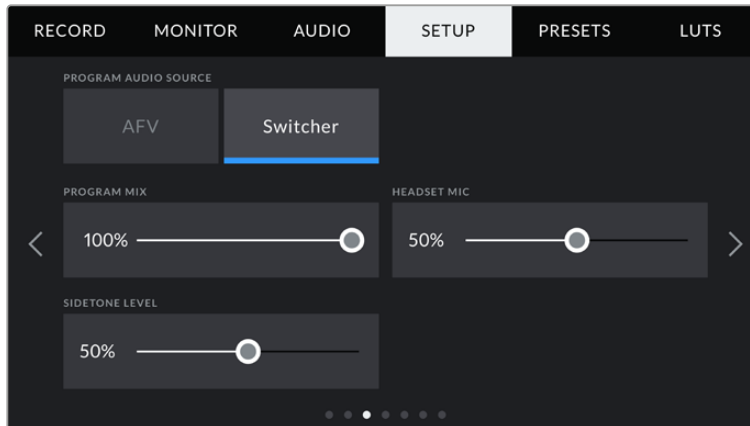 RECORD MONITOR AUDIO SETUP PRESETS LUTS
PROGRAM AUDIO SOURCE
AFV Switcher
PROGRAM MIX HEADSET MIC
100% 50%
SIDETONE LEVEL
50%